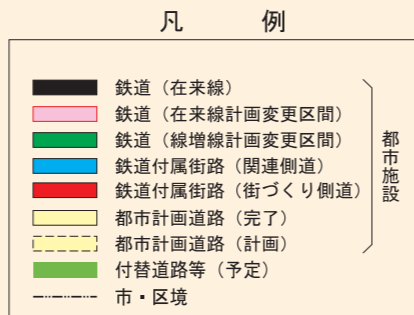 凡　例
鉄道（在来線）
鉄道（在来線計画変更区間）
鉄道（線増線計画変更区間）
鉄道付属街路（関連側道）
鉄道付属街路（街づくり側道）
都市計画道路（完了）
都市計画道路（計画）
付替道路等（予定）
市・区境
都市施設